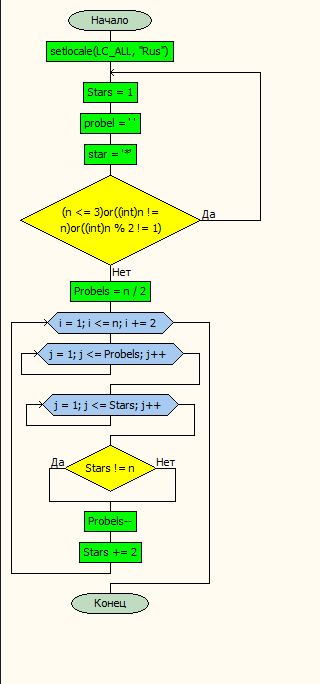 Начало
setlocale(LC_ALL, "Rus")
Stars = 1
probel = ' '
star = '*'
(n <= 3)or((int)n !=
n)or((int)n % 2 != 1)
Да
Нет
Probels = n / 2
i = 1; i <= n; i += 2
j = 1; j <= Probels; j++
j = 1; j <= Stars; j++
Да
Stars != n
Нет
Probels--
Stars += 2
Конец